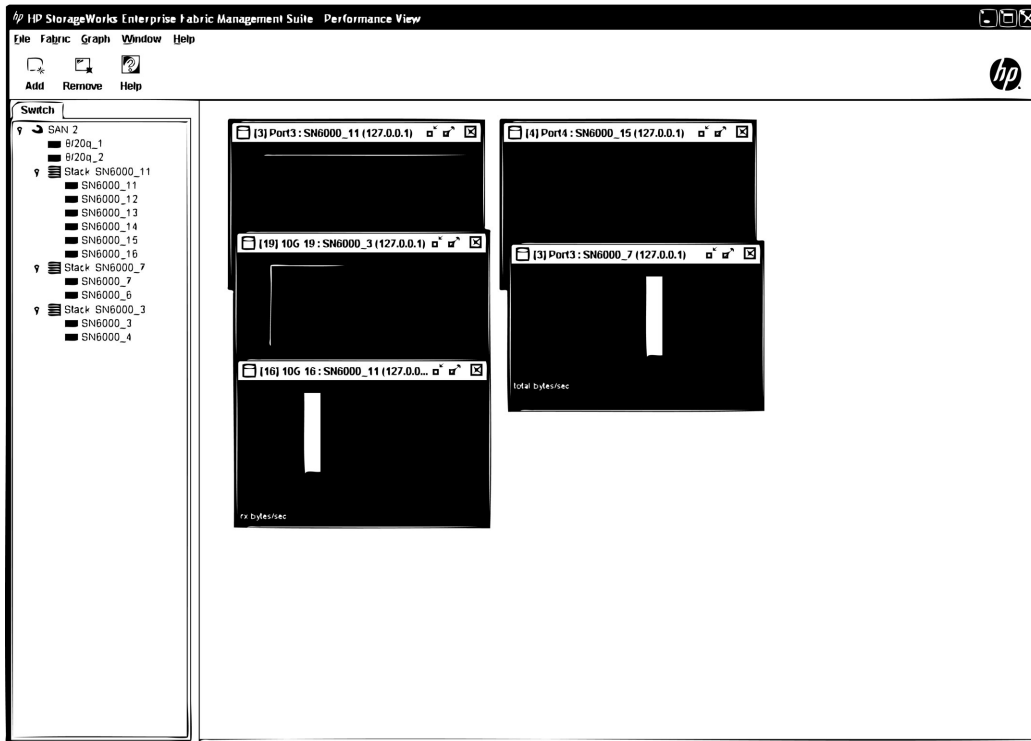 hp HP StorageWorks Enterprise Fabric Management Suite Performance View
File Fabric Graph Window Help
Add Remove Help
hp
Switch
SAN 2
8/20q_1
8/20q_2
Stack SN6000_11
SN6000_11
SN6000_12
SN6000_13
SN6000_14
SN6000_15
SN6000_16
Stack SN6000_7
SN6000_7
SN6000_6
Stack SN6000_3
SN6000_3
SN6000_4
[3] Port3 : SN6000_11 (127.0.0.1)
[4] Port4 : SN6000_15 (127.0.0.1)
[19] 10G 19 : SN6000_3 (127.0.0.1)
[3] Port3 : SN6000_7 (127.0.0.1)
total bytes/sec
[16] 10G 16 : SN6000_11 (127.0.0...
rx bytes/sec